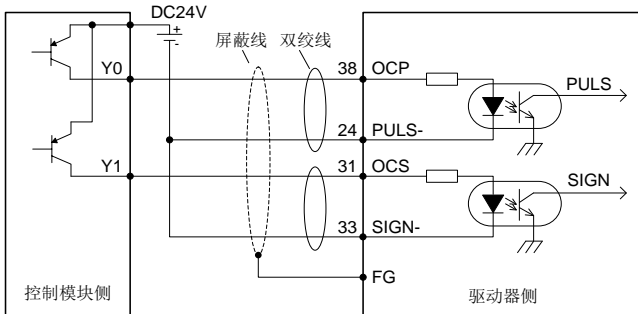 DC24V
+
-
屏蔽线
双绞线
Y0
38
OCP
PULS
24
PULS-
Y1
31
OCS
SIGN
33
SIGN-
FG
控制模块侧
驱动器侧